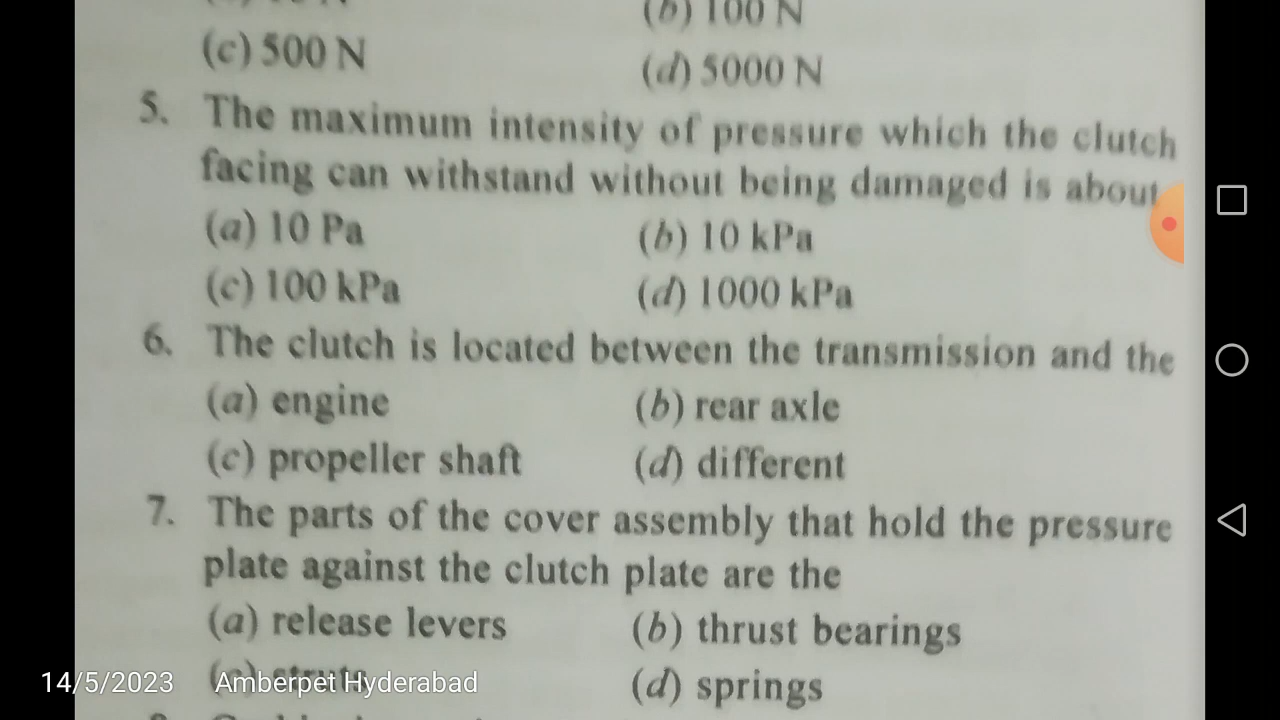 (b) 100 N
(c) 500 N
(d) 5000 N
5. The maximum intensity of pressure which the clutch
facing can withstand without being damaged is about
(a) 10 Pa
(b) 10 kPa
(c) 100 kPa
(d) 1000 kPa
6. The clutch is located between the transmission and the
(a) engine
(b) rear axle
(c) propeller shaft
(d) different
7. The parts of the cover assembly that hold the pressure
plate against the clutch plate are the
(a) release levers
(b) thrust bearings
(c) struts
(d) springs
14/5/2023 Amberpet Hyderabad